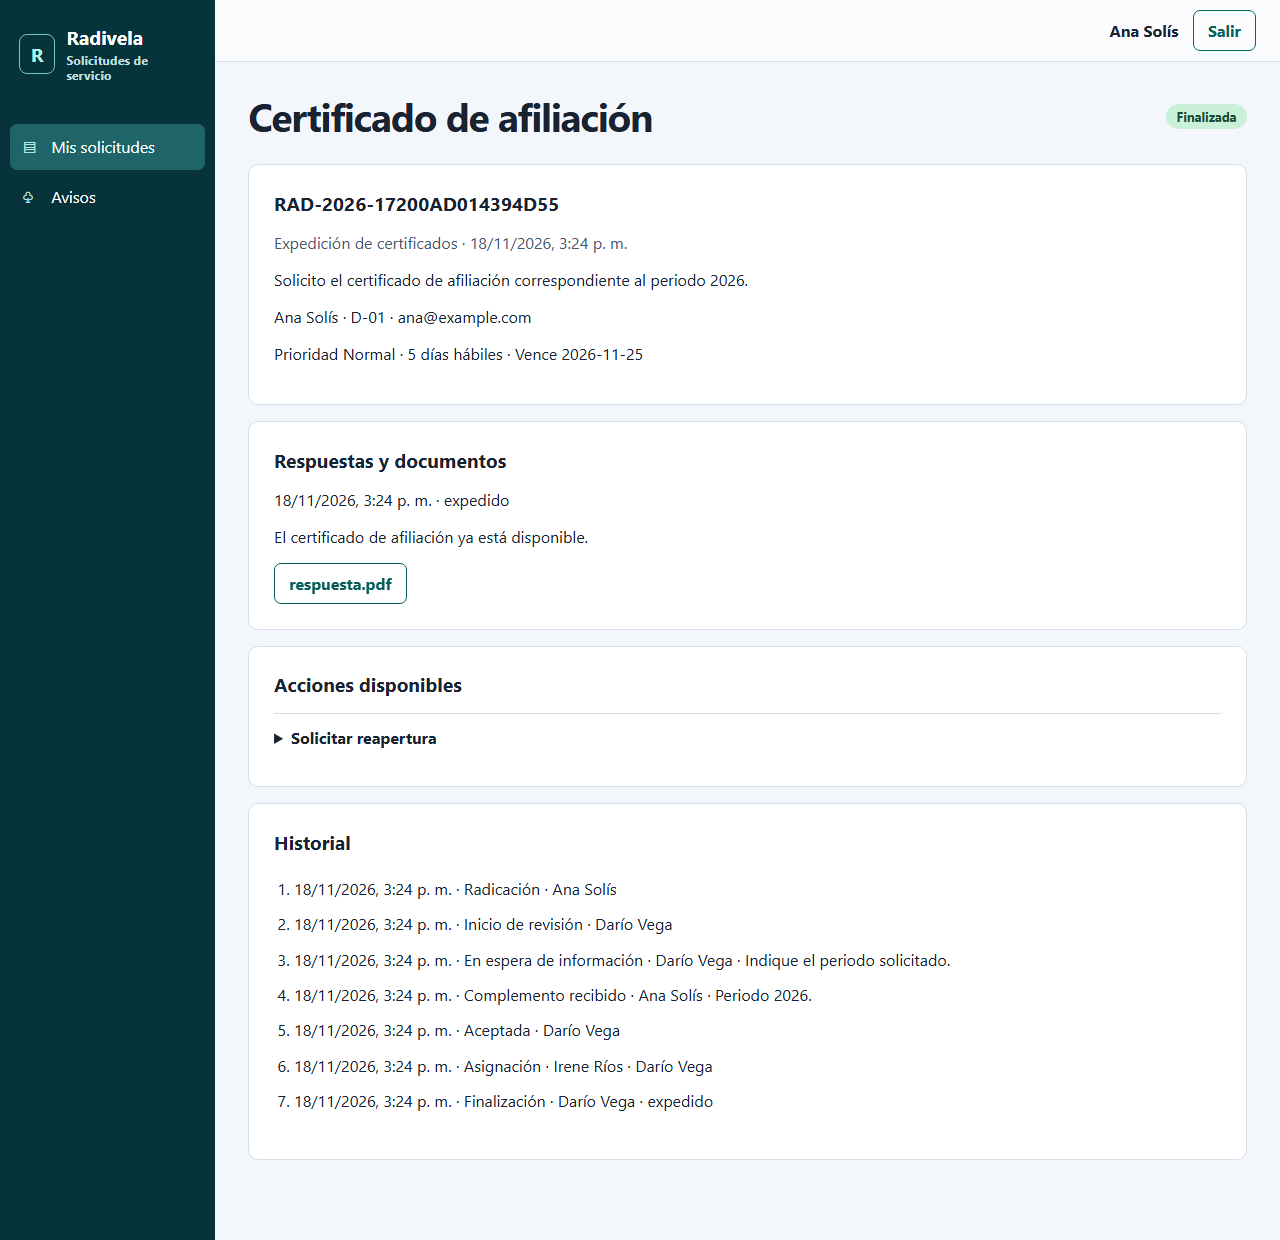 R
Radivela
Solicitudes de
servicio
Mis solicitudes
Avisos
Ana Solís
Salir
Certificado de afiliación
Finalizada
RAD-2026-17200AD014394D55
Expedición de certificados · 18/11/2026, 3:24 p. m.
Solicito el certificado de afiliación correspondiente al periodo 2026.
Ana Solís · D-01 · ana@example.com
Prioridad Normal · 5 días hábiles · Vence 2026-11-25
Respuestas y documentos
18/11/2026, 3:24 p. m. · expedido
El certificado de afiliación ya está disponible.
respuesta.pdf
Acciones disponibles
Solicitar reapertura
Historial
1. 18/11/2026, 3:24 p. m. · Radicación · Ana Solís
2. 18/11/2026, 3:24 p. m. · Inicio de revisión · Darío Vega
3. 18/11/2026, 3:24 p. m. · En espera de información · Darío Vega · Indique el periodo solicitado.
4. 18/11/2026, 3:24 p. m. · Complemento recibido · Ana Solís · Periodo 2026.
5. 18/11/2026, 3:24 p. m. · Aceptada · Darío Vega
6. 18/11/2026, 3:24 p. m. · Asignación · Irene Ríos · Darío Vega
7. 18/11/2026, 3:24 p. m. · Finalización · Darío Vega · expedido